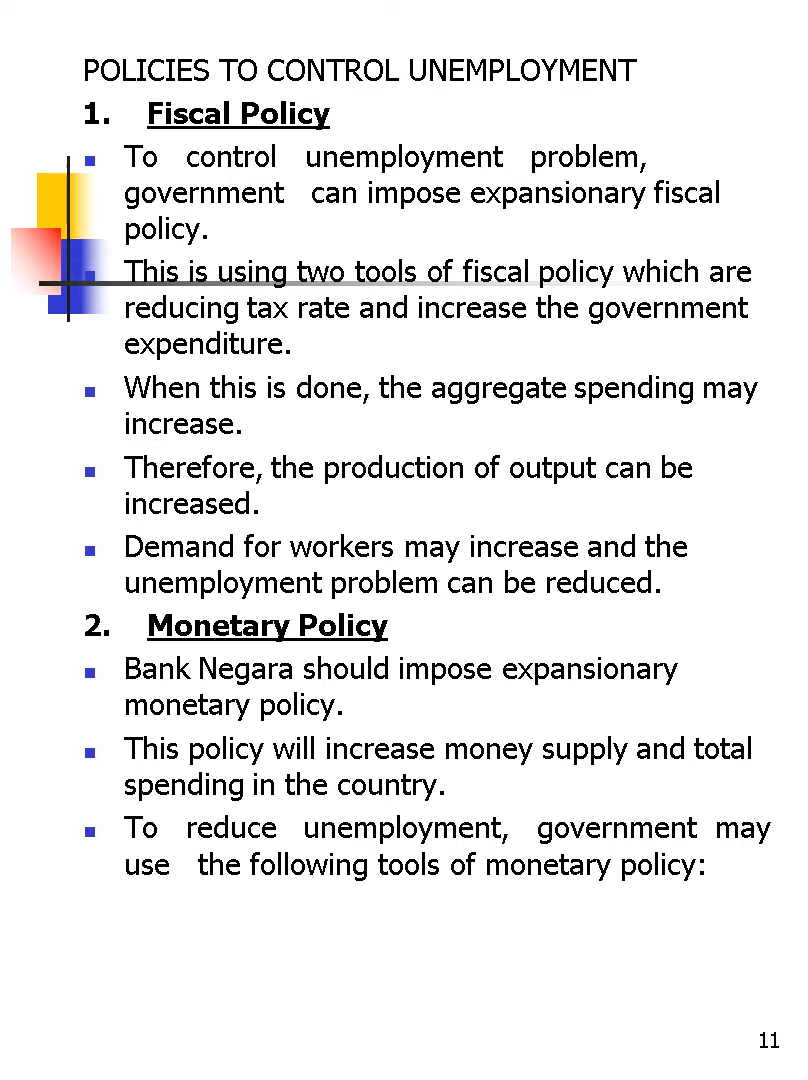 POLICIES TO CONTROL UNEMPLOYMENT
1. Fiscal Policy
■ To control unemployment problem,
government can impose expansionary fiscal
policy.
■ This is using two tools of fiscal policy which are
reducing tax rate and increase the government
expenditure.
■ When this is done, the aggregate spending may
increase.
■ Therefore, the production of output can be
increased.
■ Demand for workers may increase and the
unemployment problem can be reduced.
2. Monetary Policy
■ Bank Negara should impose expansionary
monetary policy.
■ This policy will increase money supply and total
spending in the country.
■ To reduce unemployment, government may
use the following tools of monetary policy:
11